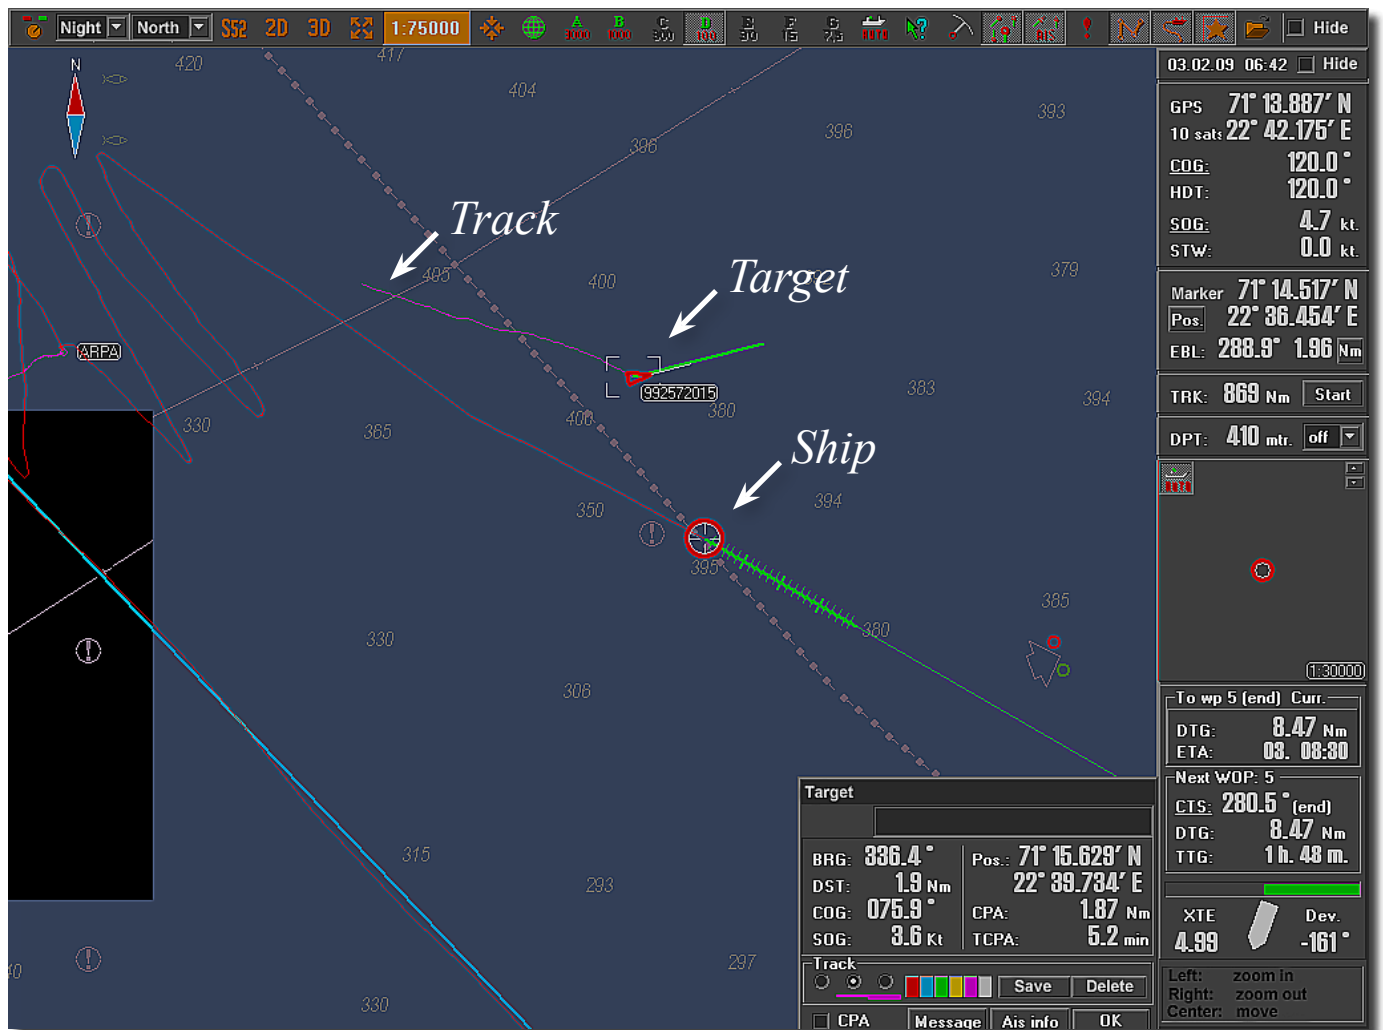 Night North S52 2D 3D 1:75000 A 3000 B 1000 C 300 D 100 E 50 F 15 G 7,5 AUTO AIS Hide
03.02.09 06:42 Hide
GPS 71° 13.887′ N
10 sats 22° 42.175′ E
COG: 120.0 °
HDT: 120.0 °
SOG: 4.7 kt.
STW: 0.0 kt.
Marker 71° 14.517′ N
Pos. 22° 36.454′ E
EBL: 288.9° 1.96 Nm
TRK: 869 Nm Start
DPT: 410 mtr. off
1:30000
To wp 5 (end) Curr.
DTG: 8.47 Nm
ETA: 03. 08:30
Next WOP: 5
CTS: 280.5 ° (end)
DTG: 8.47 Nm
TTG: 1 h. 48 m.
XTE Dev.
4.99 -161 °
Left: zoom in
Right: zoom out
Center: move
N
420
417
404
393
396
396
Track
405
400
Target
379
ARPA
992572015
383
394
380
400
330
365
Ship
350
394
395
385
380
330
306
315
293
297
330
Target
BRG: 336.4 ° Pos.: 71° 15.629′ N
DST: 1.9 Nm 22° 39.734′ E
COG: 075.9 ° CPA: 1.87 Nm
SOG: 3.6 Kt TCPA: 5.2 min
Track
Save Delete
CPA Message Ais info OK